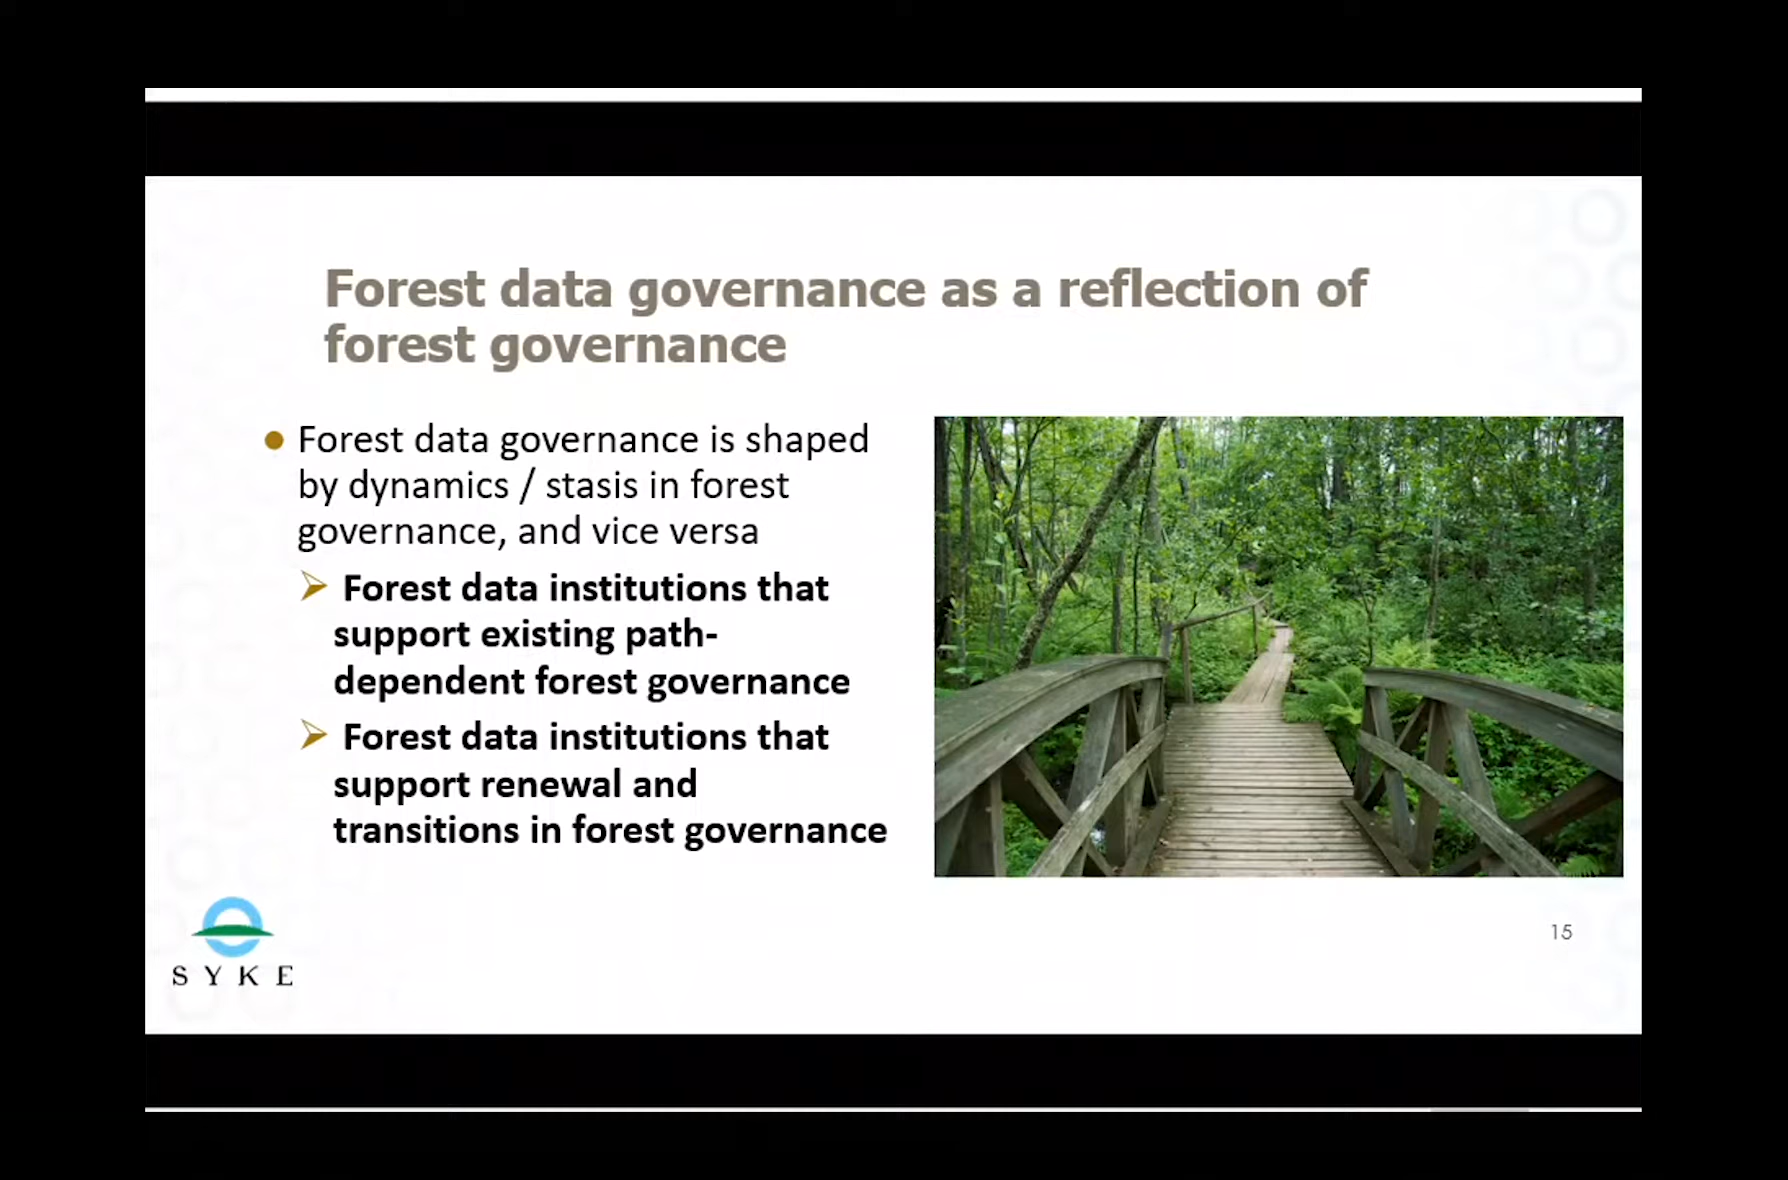 Forest data governance as a reflection of
forest governance
Forest data governance is shaped
by dynamics / stasis in forest
governance, and vice versa
Forest data institutions that
support existing path-
dependent forest governance
Forest data institutions that
support renewal and
transitions in forest governance
SYKE
15